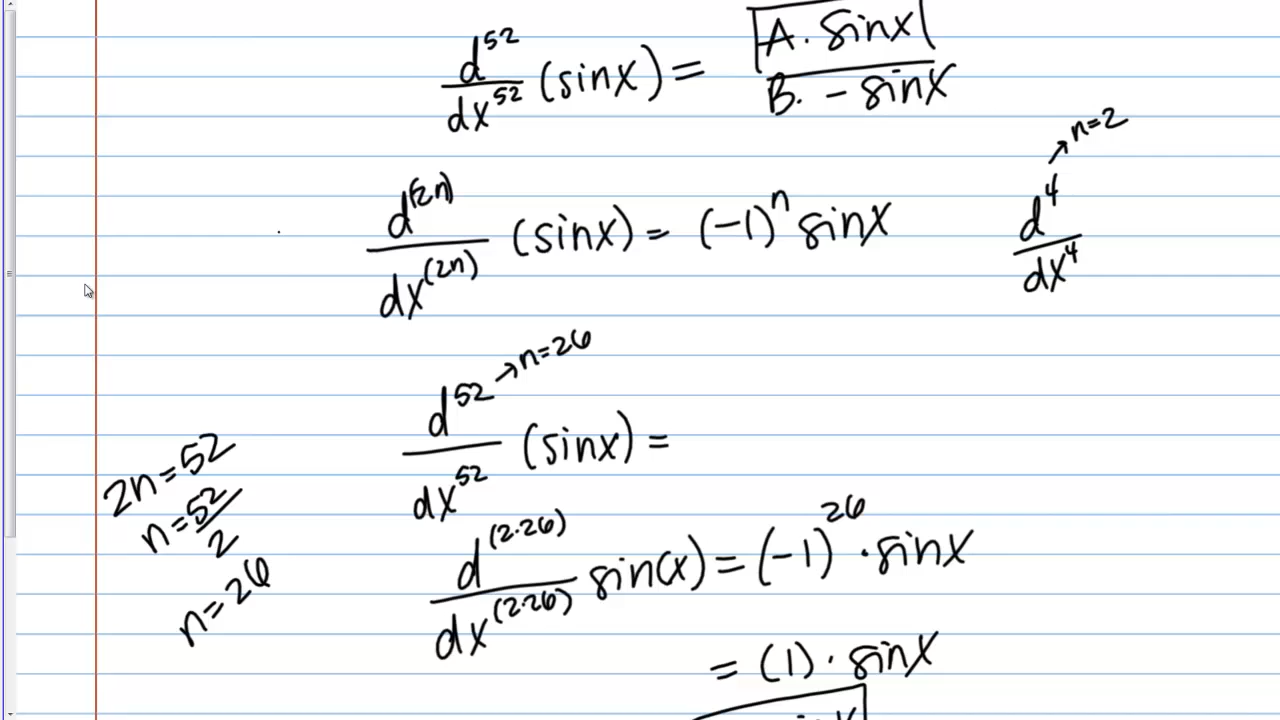 d^52/dx^52 (sinx) = A. sinx
B. - sinx
d^(2n)/dx^(2n) (sinx) = (-1)^n sinx
d^4/dx^4 → n=2
d^52/dx^52 (sinx) = → n=26
2n=52
n=52/2
n=26
d^(2·26)/dx^(2·26) sin(x) = (-1)^26 · sinx
= (1) · sinx